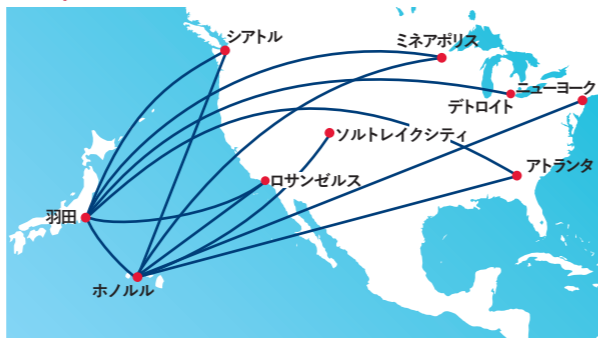 シアトル
ミネアポリス
ニューヨーク
デトロイト
ソルトレイクシティ
アトランタ
ロサンゼルス
羽田
ホノルル